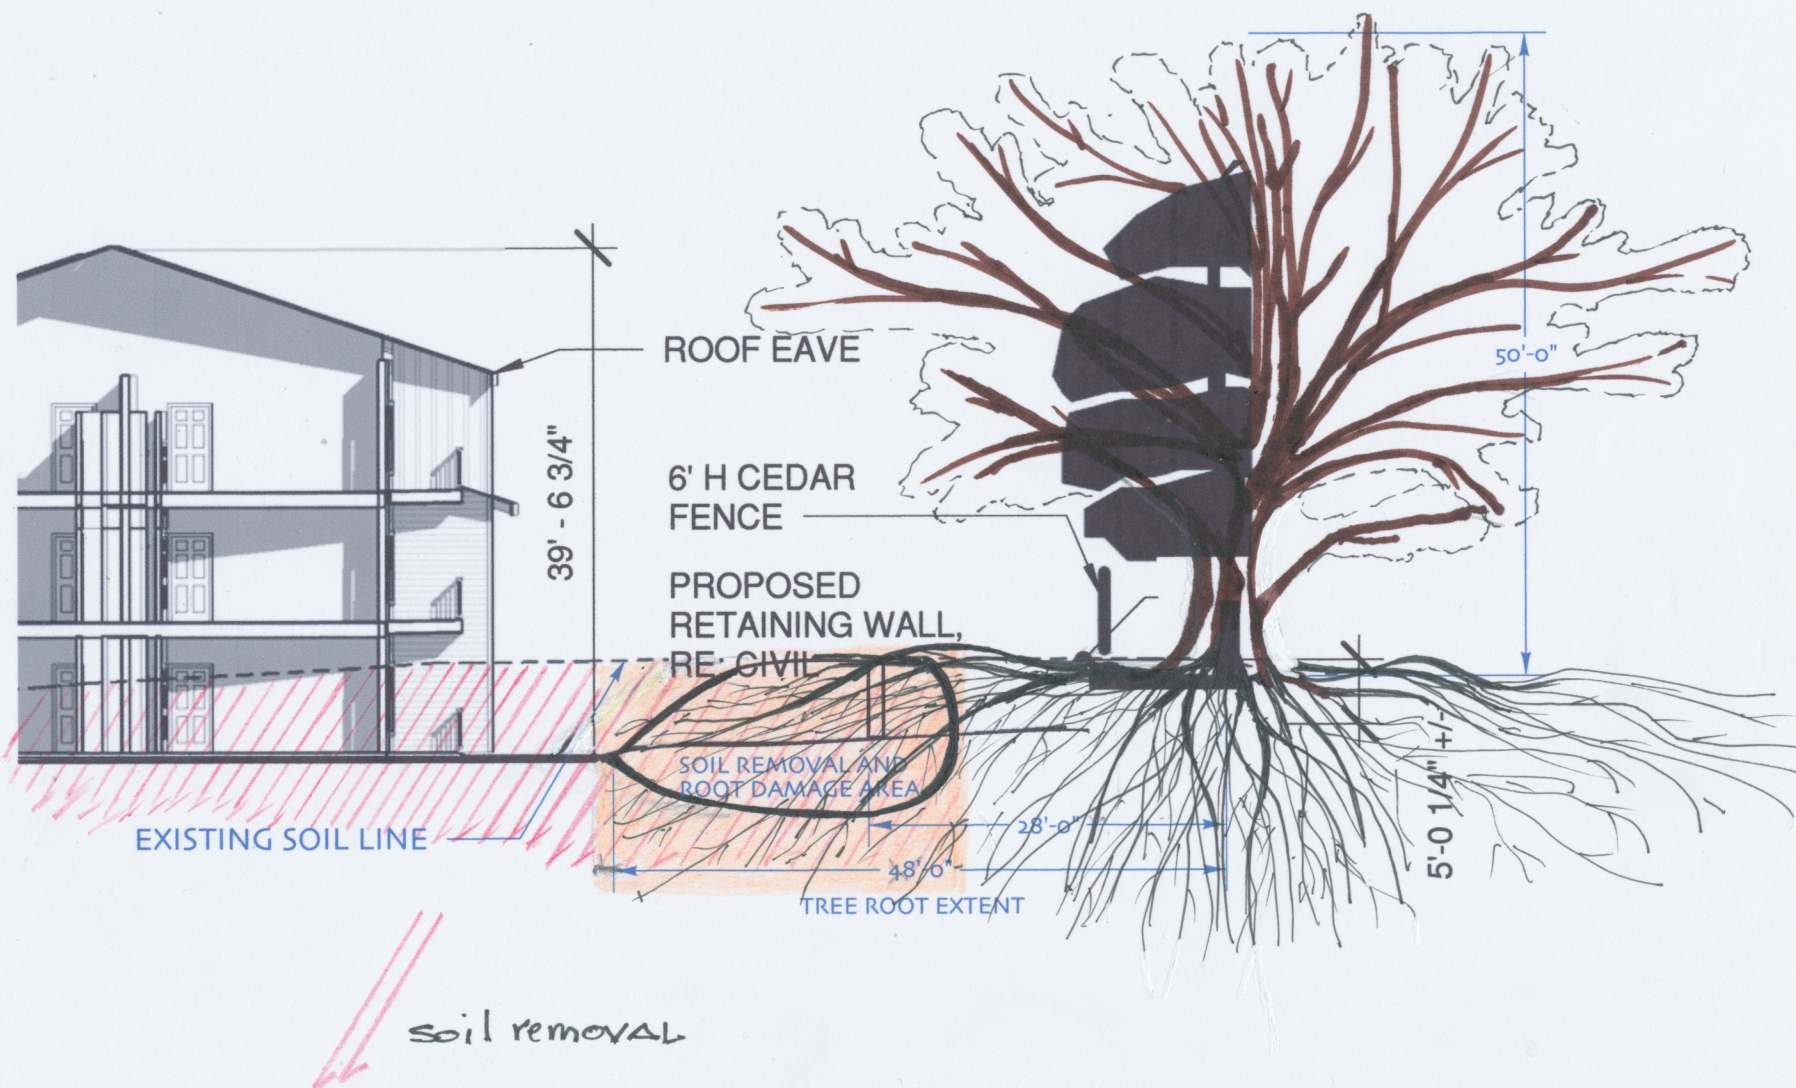 ROOF EAVE
39' - 6 3/4"
6' H CEDAR
FENCE
PROPOSED
RETAINING WALL,
RE: CIVIL
50'-0"
SOIL REMOVAL AND
ROOT DAMAGE AREA
EXISTING SOIL LINE
28'-0"
48'-0"
TREE ROOT EXTENT
5'-0 1/4" +/-
soil removal